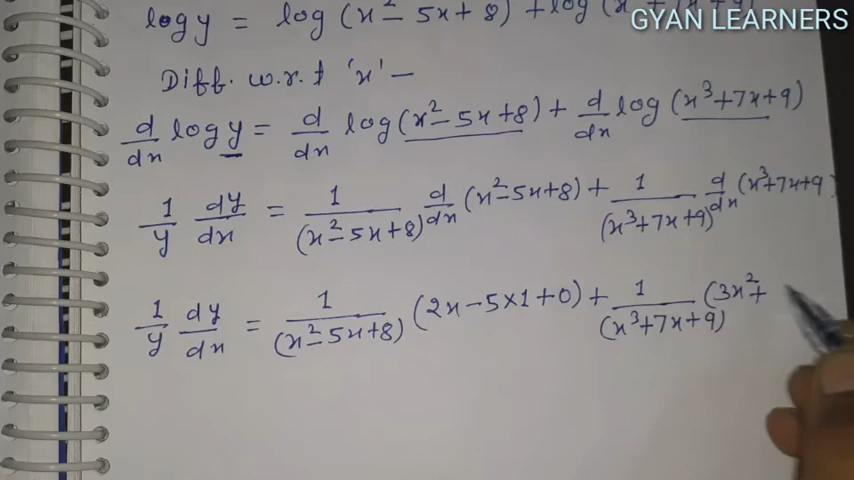 GYAN LEARNERS
log y = log (x² - 5x + 8) + log (x
Diff. w.r.t 'x' —
d/dx log y = d/dx log (x² - 5x + 8) + d/dx log (x³ + 7x + 9)
1/y dy/dx = 1/(x² - 5x + 8) d/dx (x² - 5x + 8) + 1/(x³ + 7x + 9) d/dx (x³ + 7x + 9)
1/y dy/dx = 1/(x² - 5x + 8) (2x - 5×1 + 0) + 1/(x³ + 7x + 9) (3x² +